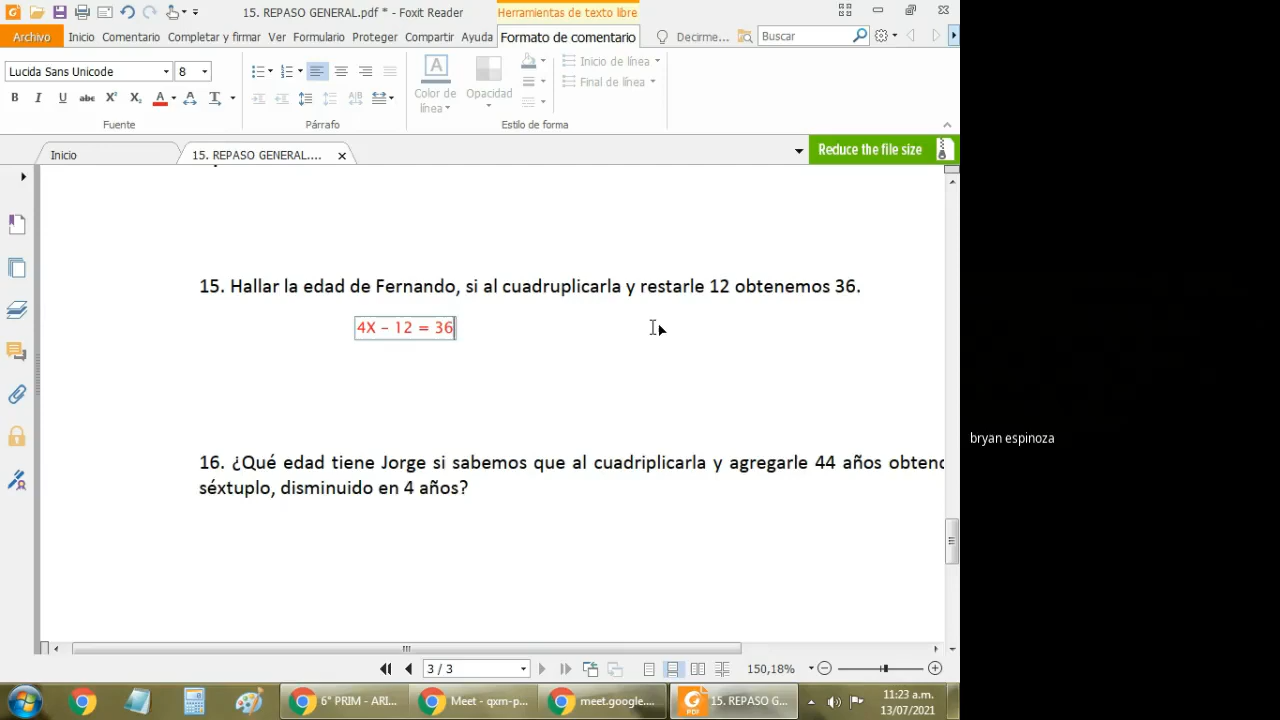 15. REPASO GENERAL.pdf * - Foxit Reader
Herramientas de texto libre
Archivo Inicio Comentario Completar y firmar Ver Formulario Proteger Compartir Ayuda Formato de comentario Decirme... Buscar
Lucida Sans Unicode 8
Color de línea
Opacidad
Inicio de línea
Final de línea
Fuente Párrafo Estilo de forma
Inicio 15. REPASO GENERAL.... Reduce the file size
15. Hallar la edad de Fernando, si al cuadruplicarla y restarle 12 obtenemos 36.
4X – 12 = 36
bryan espinoza
16. ¿Qué edad tiene Jorge si sabemos que al cuadriplicarla y agregarle 44 años obten
séxtuplo, disminuido en 4 años?
3 / 3 150,18%
6° PRIM - ARI... Meet - qxm-p... meet.google.... 15. REPASO G... 11:23 a.m.
13/07/2021